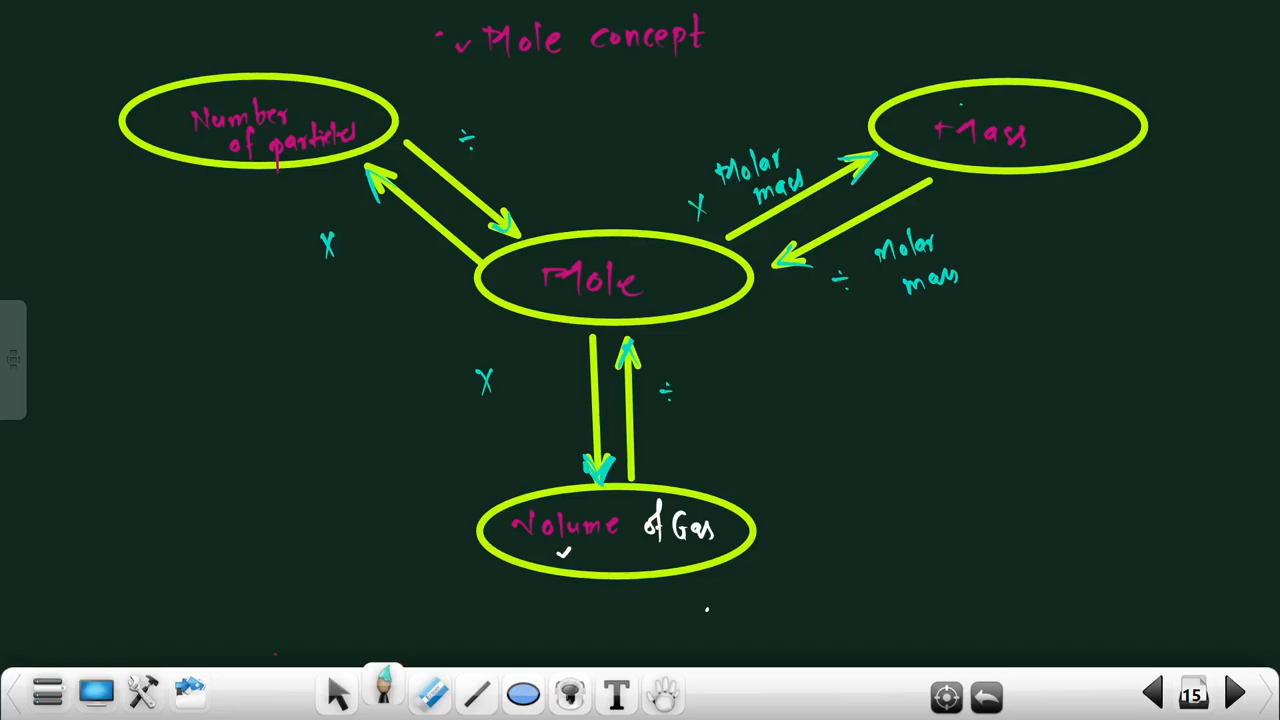 Mole concept
Number
of particles
÷
Mass
x Molar
mass
x
Mole
÷ Molar
mass
x
÷
Volume of Gas
T
15